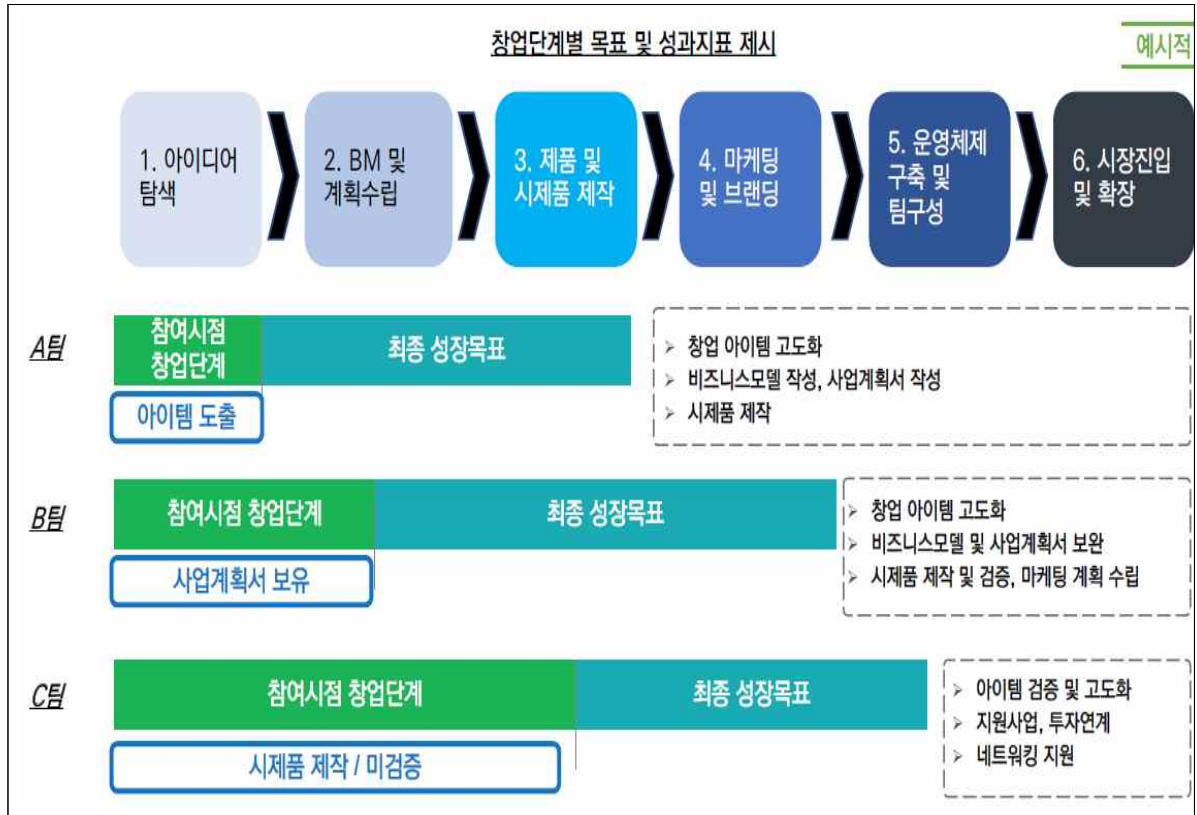 창업단계별 목표 및 성과지표 제시
예시적
1. 아이디어
탐색
2. BM 및
계획수립
3. 제품 및
시제품 제작
4. 마케팅
및 브랜딩
5. 운영체제
구축 및
팀구성
6. 시장진입
및 확장
A팀
참여시점
창업단계
최종 성장목표
아이템 도출
➢ 창업 아이템 고도화
➢ 비즈니스모델 작성, 사업계획서 작성
➢ 시제품 제작
B팀
참여시점 창업단계
최종 성장목표
사업계획서 보유
➢ 창업 아이템 고도화
➢ 비즈니스모델 및 사업계획서 보완
➢ 시제품 제작 및 검증, 마케팅 계획 수립
C팀
참여시점 창업단계
최종 성장목표
시제품 제작 / 미검증
➢ 아이템 검증 및 고도화
➢ 지원사업, 투자연계
➢ 네트워킹 지원